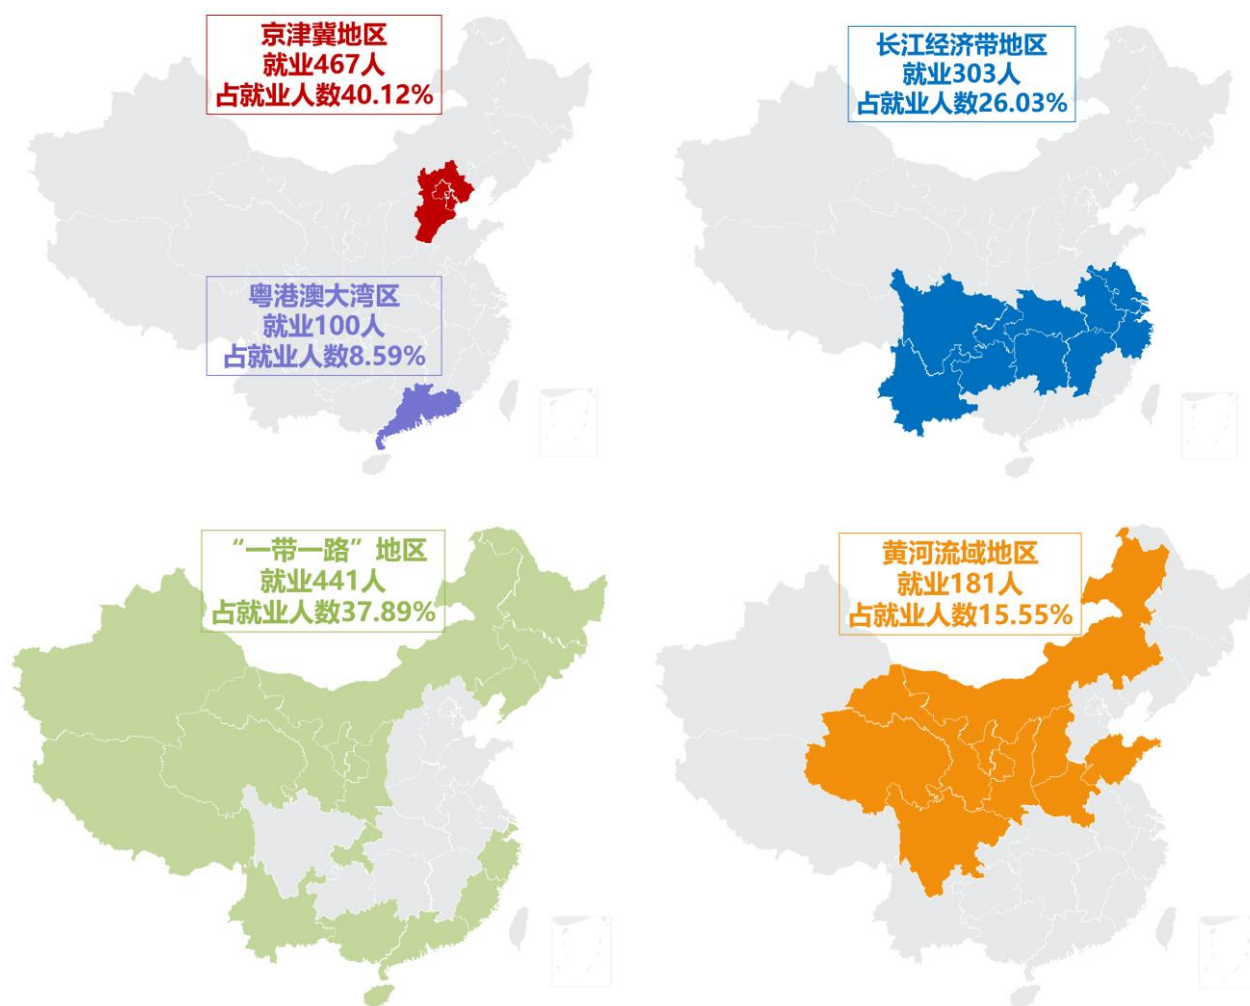 京津冀地区
就业467人
占就业人数40.12%
长江经济带地区
就业303人
占就业人数26.03%
粤港澳大湾区
就业100人
占就业人数8.59%
“一带一路”地区
就业441人
占就业人数37.89%
黄河流域地区
就业181人
占就业人数15.55%